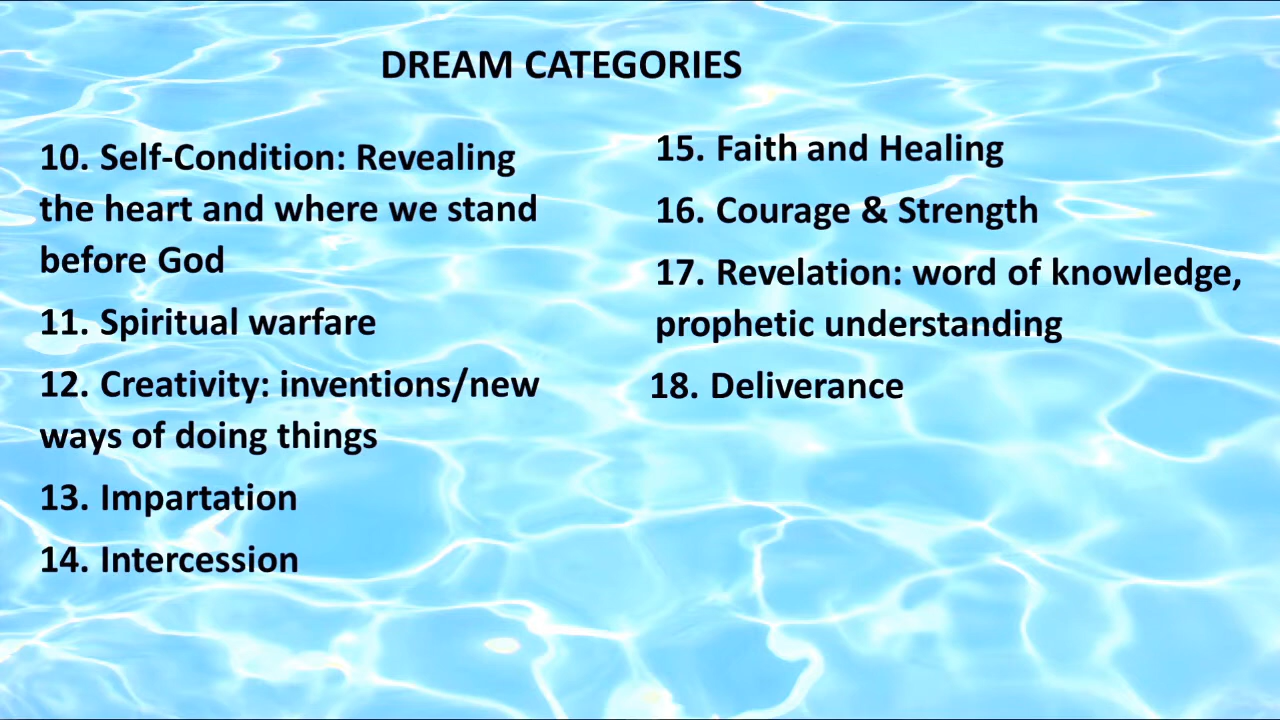 DREAM CATEGORIES
10. Self-Condition: Revealing
the heart and where we stand
before God
11. Spiritual warfare
12. Creativity: inventions/new
ways of doing things
13. Impartation
14. Intercession
15. Faith and Healing
16. Courage & Strength
17. Revelation: word of knowledge,
prophetic understanding
18. Deliverance